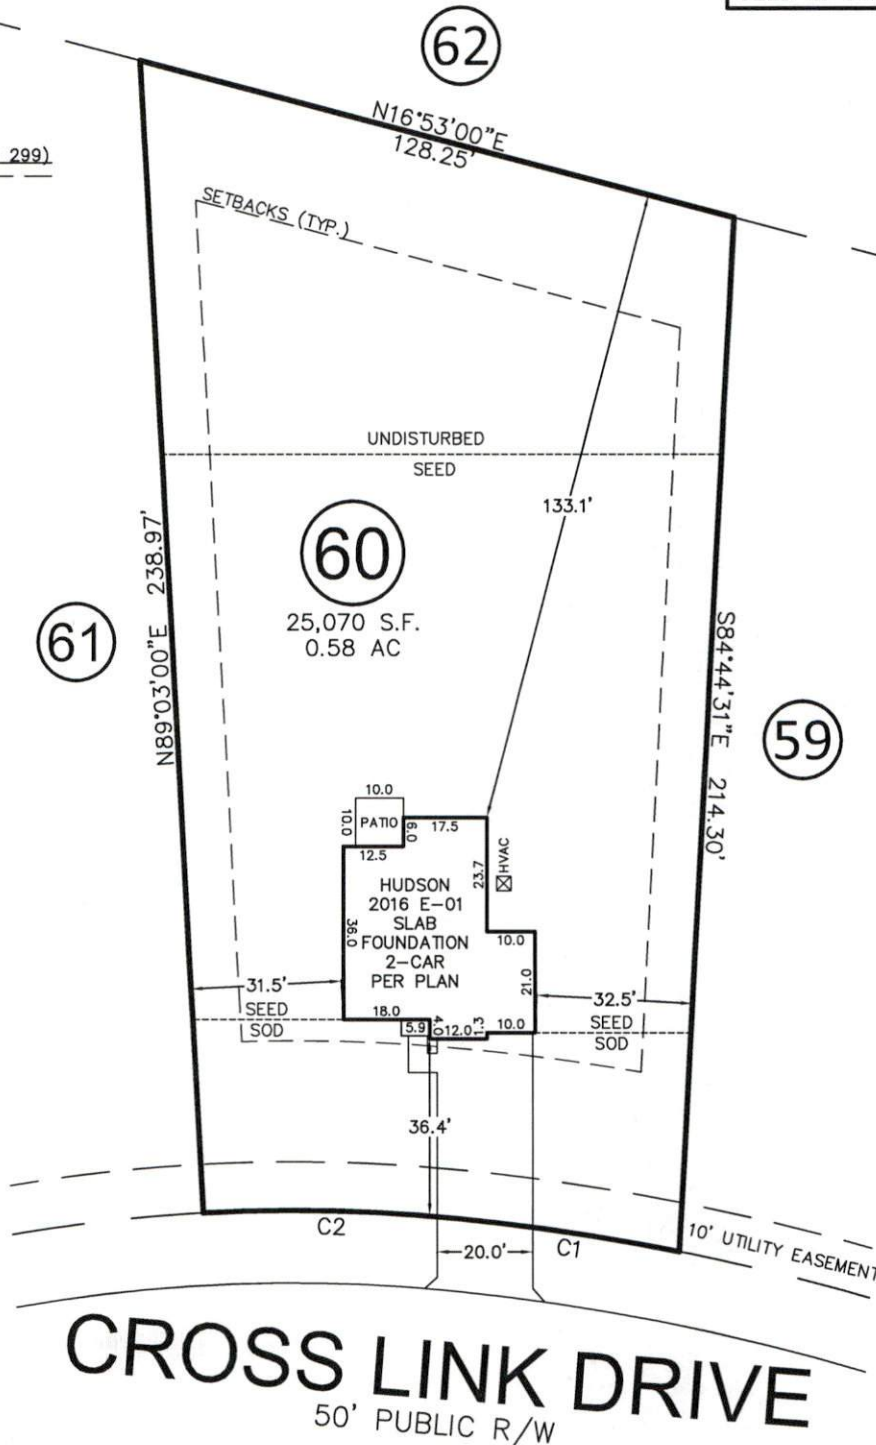 62
N16°53'00"E
128.25'
299)
SETBACKS (TYP.)
UNDISTURBED
SEED
133.1'
60
25,070 S.F.
0.58 AC
N89°03'00"E 238.97'
61
S84°44'31"E 214.30'
59
10.0
10.0
PATIO
6.0
17.5
12.5
23.7
HVAC
HUDSON
2016 E-01
SLAB
FOUNDATION
2-CAR
PER PLAN
36.0
10.0
21.0
31.5'
32.5'
SEED
SOD
18.0
5.9
4.0
12.0
1.3
10.0
SEED
SOD
36.4'
C2
20.0'
C1
10' UTILITY EASEMENT
CROSS LINK DRIVE
50' PUBLIC R/W